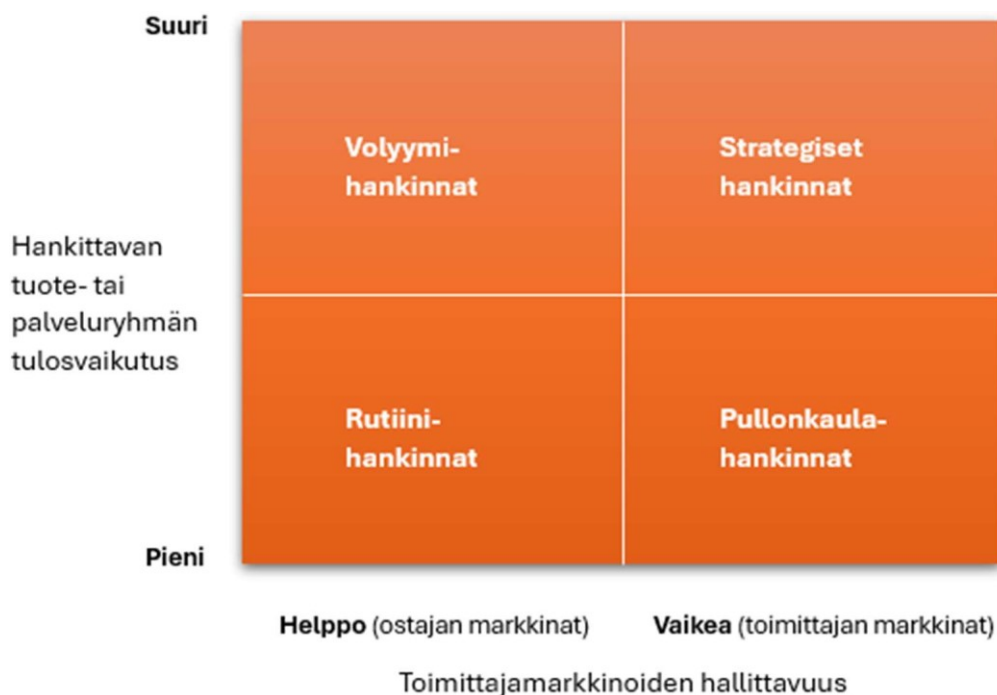 Suuri
Volyymi-
hankinnat
Strategiset
hankinnat
Hankittavan
tuote- tai
palveluryhmän
tulosvaikutus
Rutiini-
hankinnat
Pullonkaula-
hankinnat
Pieni
Helppo (ostajan markkinat)
Vaikea (toimittajan markkinat)
Toimittajamarkkinoiden hallittavuus